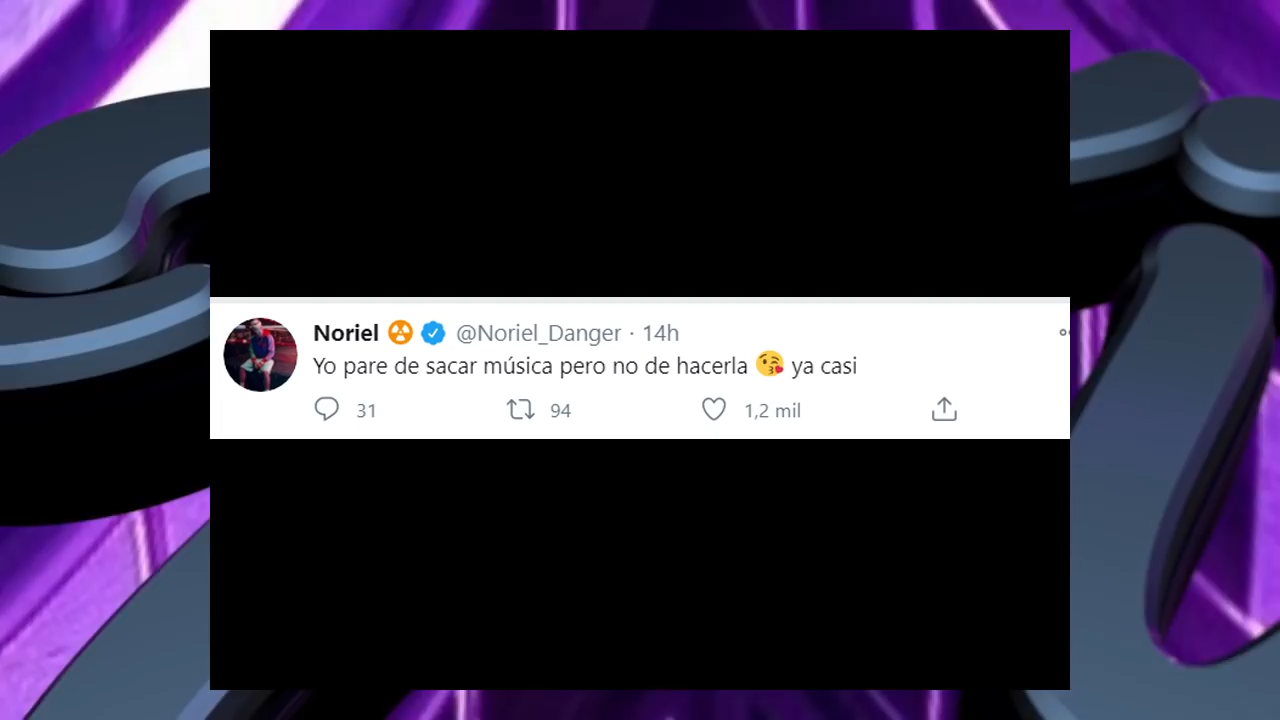 Noriel ☢️ @Noriel_Danger · 14h
Yo pare de sacar música pero no de hacerla 😘 ya casi
31 94 1,2 mil